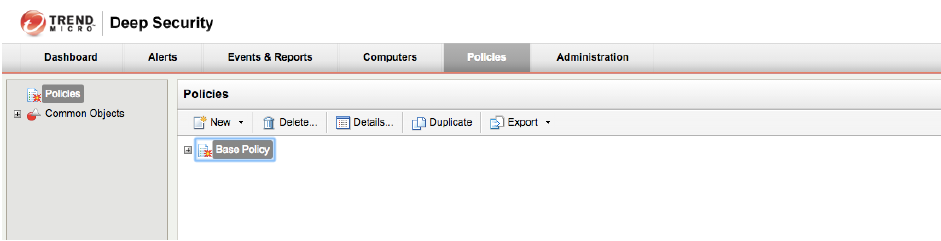 TREND MICRO Deep Security
Dashboard Alerts Events & Reports Computers Policies Administration
Policies
Common Objects
Policies
New Delete... Details... Duplicate Export
Base Policy